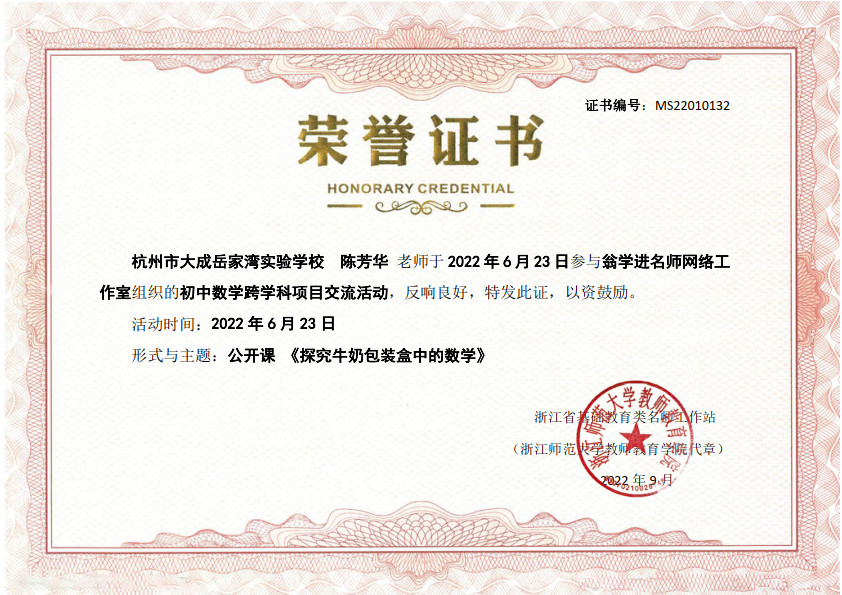 证书编号：MS22010132
荣誉证书
HONORARY CREDENTIAL
杭州市大成岳家湾实验学校 陈芳华 老师于 2022 年 6 月 23 日参与翁学进名师网络工
作室组织的初中数学跨学科项目交流活动，反响良好，特发此证，以资鼓励。
活动时间：2022 年 6 月 23 日
形式与主题：公开课 《探究牛奶包装盒中的数学》
浙江省基础教育类名师工作站
（浙江师范大学教师教育学院代章）
2022 年 9 月
浙江师范大学教师教育学院